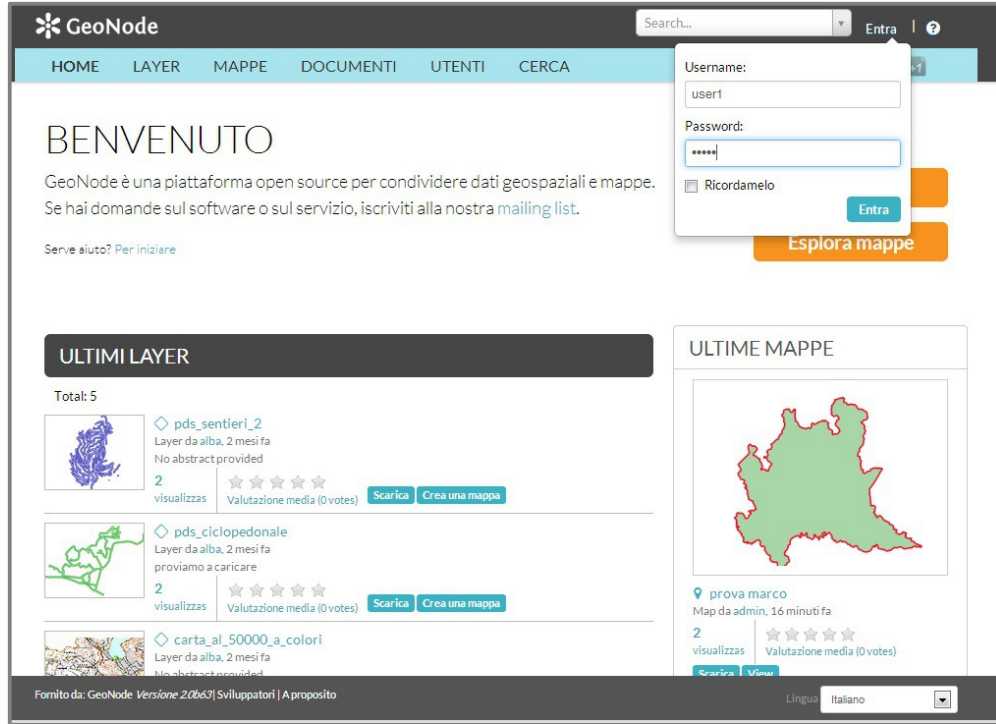 GeoNode
Search...
Entra | ?
HOME LAYER MAPPE DOCUMENTI UTENTI CERCA
+1
Username:
user1
Password:
•••••
Ricordamelo
Entra
BENVENUTO
GeoNode è una piattaforma open source per condividere dati geospaziali e mappe.
Se hai domande sul software o sul servizio, iscriviti alla nostra mailing list.
Serve aiuto? Per iniziare
Esplora mappe
ULTIMI LAYER
Total: 5
pds_sentieri_2
Layer da alba, 2 mesi fa
No abstract provided
2
visualizzas
Valutazione media (0 votes)
Scarica
Crea una mappa
pds_ciclopedonale
Layer da alba, 2 mesi fa
proviamo a caricare
2
visualizzas
Valutazione media (0 votes)
Scarica
Crea una mappa
carta_al_50000_a_colori
Layer da alba, 2 mesi fa
No abstract provided
ULTIME MAPPE
prova marco
Map da admin, 16 minuti fa
2
visualizzas
Valutazione media (0 votes)
Scarica
View
Fornito da: GeoNode Versione 2.0b63| Sviluppatori | A proposito
Lingua
Italiano